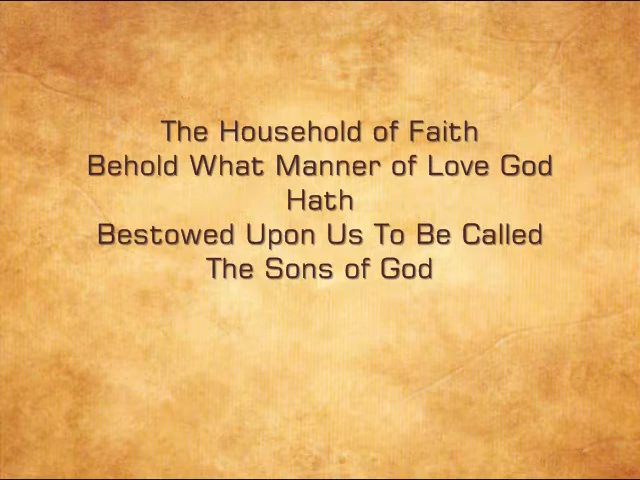 The Household of Faith
Behold What Manner of Love God
Hath
Bestowed Upon Us To Be Called
The Sons of God